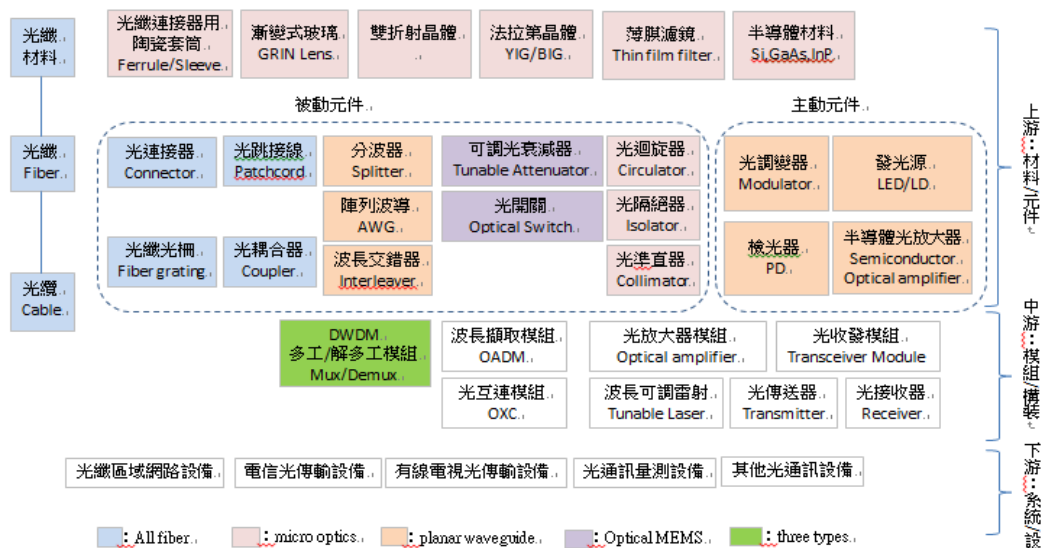 光纖
材料
光纖連接器用
陶瓷套筒
Ferrule/Sleeve
漸變式玻璃
GRIN Lens
雙折射晶體
法拉第晶體
YIG/BIG
薄膜濾鏡
Thin film filter
半導體材料
Si,GaAs,InP
被動元件
主動元件
光纖
Fiber
光連接器
Connector
光跳接線
Patchcord
分波器
Splitter
可調光衰減器
Tunable Attenuator
光迴旋器
Circulator
光調變器
Modulator
發光源
LED/LD
陣列波導
AWG
光開關
Optical Switch
光隔絕器
Isolator
光纖光柵
Fiber grating
光耦合器
Coupler
波長交錯器
Interleaver
光準直器
Collimator
檢光器
PD
半導體光放大器
Semiconductor
Optical amplifier
光纜
Cable
上游：材料/元件
DWDM
多工/解多工模組
Mux/Demux
波長擷取模組
OADM
光放大器模組
Optical amplifier
光收發模組
Transceiver Module
光互連模組
OXC
波長可調雷射
Tunable Laser
光傳送器
Transmitter
光接收器
Receiver
中游：模組/構裝
光纖區域網路設備
電信光傳輸設備
有線電視光傳輸設備
光通訊量測設備
其他光通訊設備
下游：系統/設
：All fiber
：micro optics
：planar waveguide
：Optical MEMS
：three types